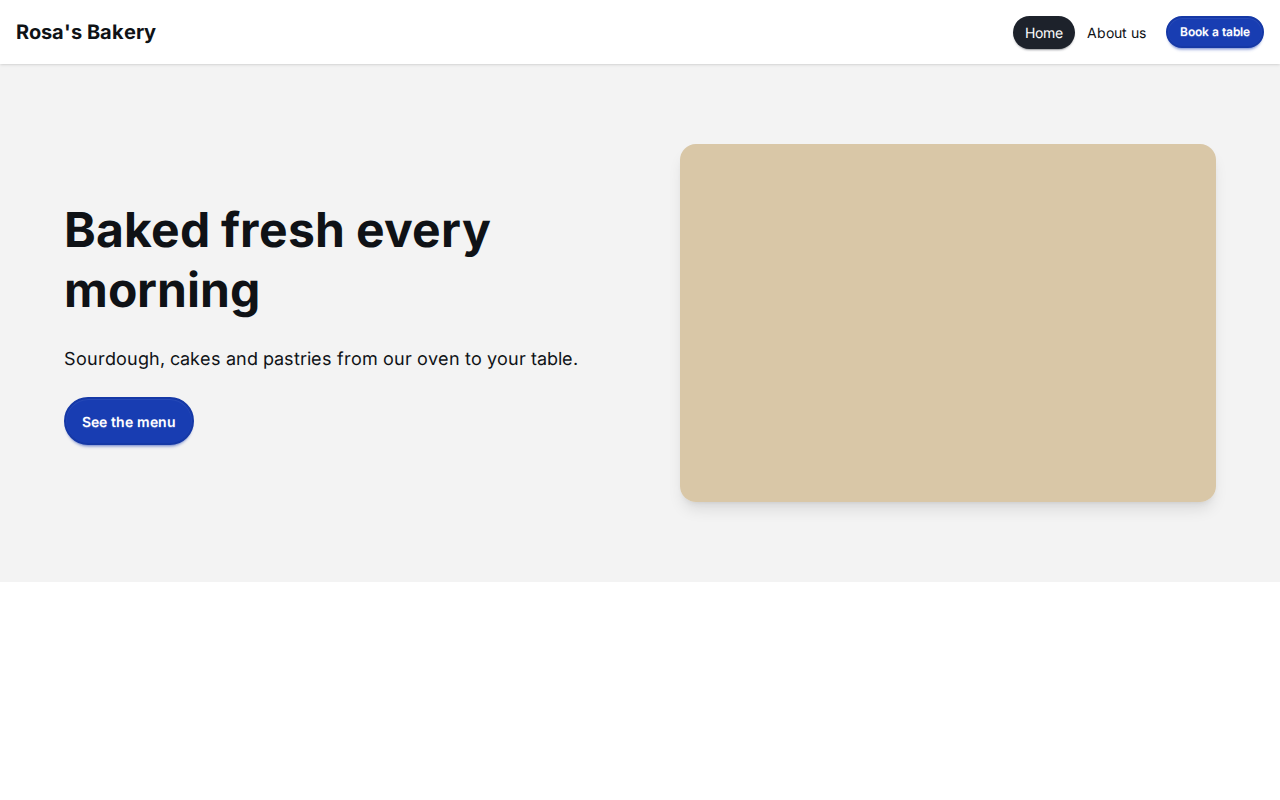 Rosa's Bakery
Home
About us
Book a table
Baked fresh every
morning
Sourdough, cakes and pastries from our oven to your table.
See the menu